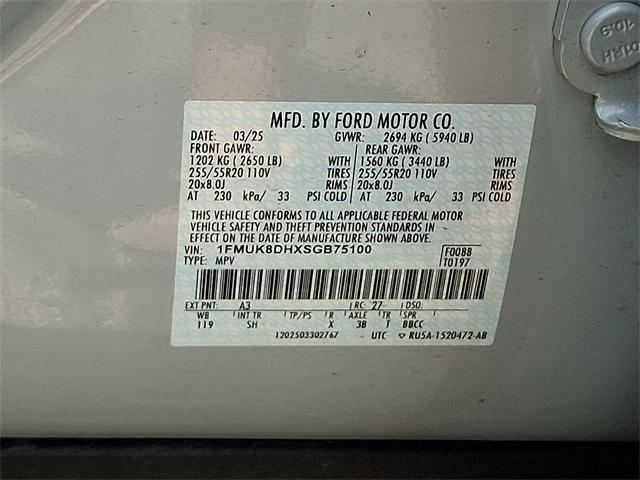 10.9
MFD. BY FORD MOTOR CO.
DATE: 03/25 GVWR: 2694 KG ( 5940 LB)
FRONT GAWR: REAR GAWR:
1202 KG ( 2650 LB) WITH 1560 KG ( 3440 LB) WITH
255/55R20 110V TIRES 255/55R20 110V TIRES
20x8.0J RIMS 20x8.0J RIMS
AT 230 kPa/ 33 PSI COLD AT 230 kPa/ 33 PSI COLD
THIS VEHICLE CONFORMS TO ALL APPLICABLE FEDERAL MOTOR
VEHICLE SAFETY AND THEFT PREVENTION STANDARDS IN
EFFECT ON THE DATE OF MANUFACTURE SHOWN ABOVE.
VIN: 1FMUK8DHXSGB75100 F0088
TYPE: MPV T0197
EXT PNT: A3 RC: 27 DSO:
WB INT TR TP/PS R AXLE TR SPR
119 SH X 3B T BBCC
1202503302767 UTC ▽ RU5A-1520472-AB